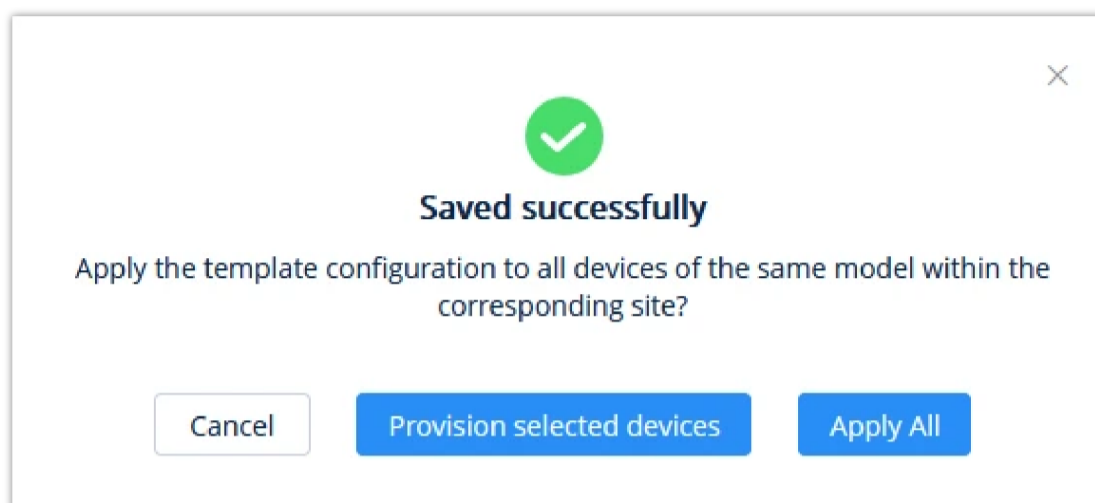 Saved successfully
Apply the template configuration to all devices of the same model within the
corresponding site?
Cancel
Provision selected devices
Apply All